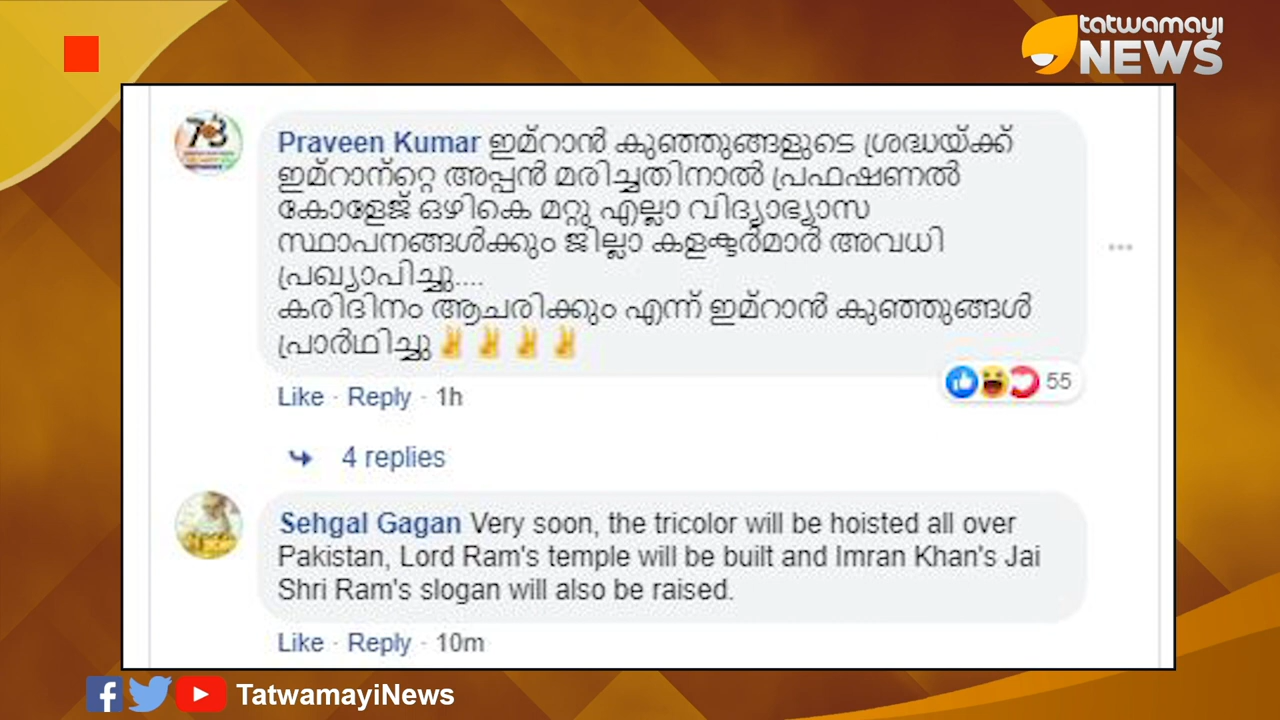 tatwamayi
NEWS
73
Praveen Kumar ഇമ്റാൻ കുഞ്ഞുങ്ങളുടെ ശ്രദ്ധയ്ക്ക്
ഇമ്റാന്റെ അപ്പൻ മരിച്ചതിനാൽ പ്രഫഷണൽ
കോളേജ് ഒഴികെ മറ്റു എല്ലാ വിദ്യാഭ്യാസ
സ്ഥാപനങ്ങൾക്കും ജില്ലാ കളക്ടർമാർ അവധി
പ്രഖ്യാപിച്ചു....
കരിദിനം ആചരിക്കും എന്ന് ഇമ്റാൻ കുഞ്ഞുങ്ങൾ
പ്രാർഥിച്ചു✌✌✌✌
55
Like · Reply · 1h
4 replies
Sehgal Gagan Very soon, the tricolor will be hoisted all over
Pakistan, Lord Ram's temple will be built and Imran Khan's Jai
Shri Ram's slogan will also be raised.
Like · Reply · 10m
TatwamayiNews